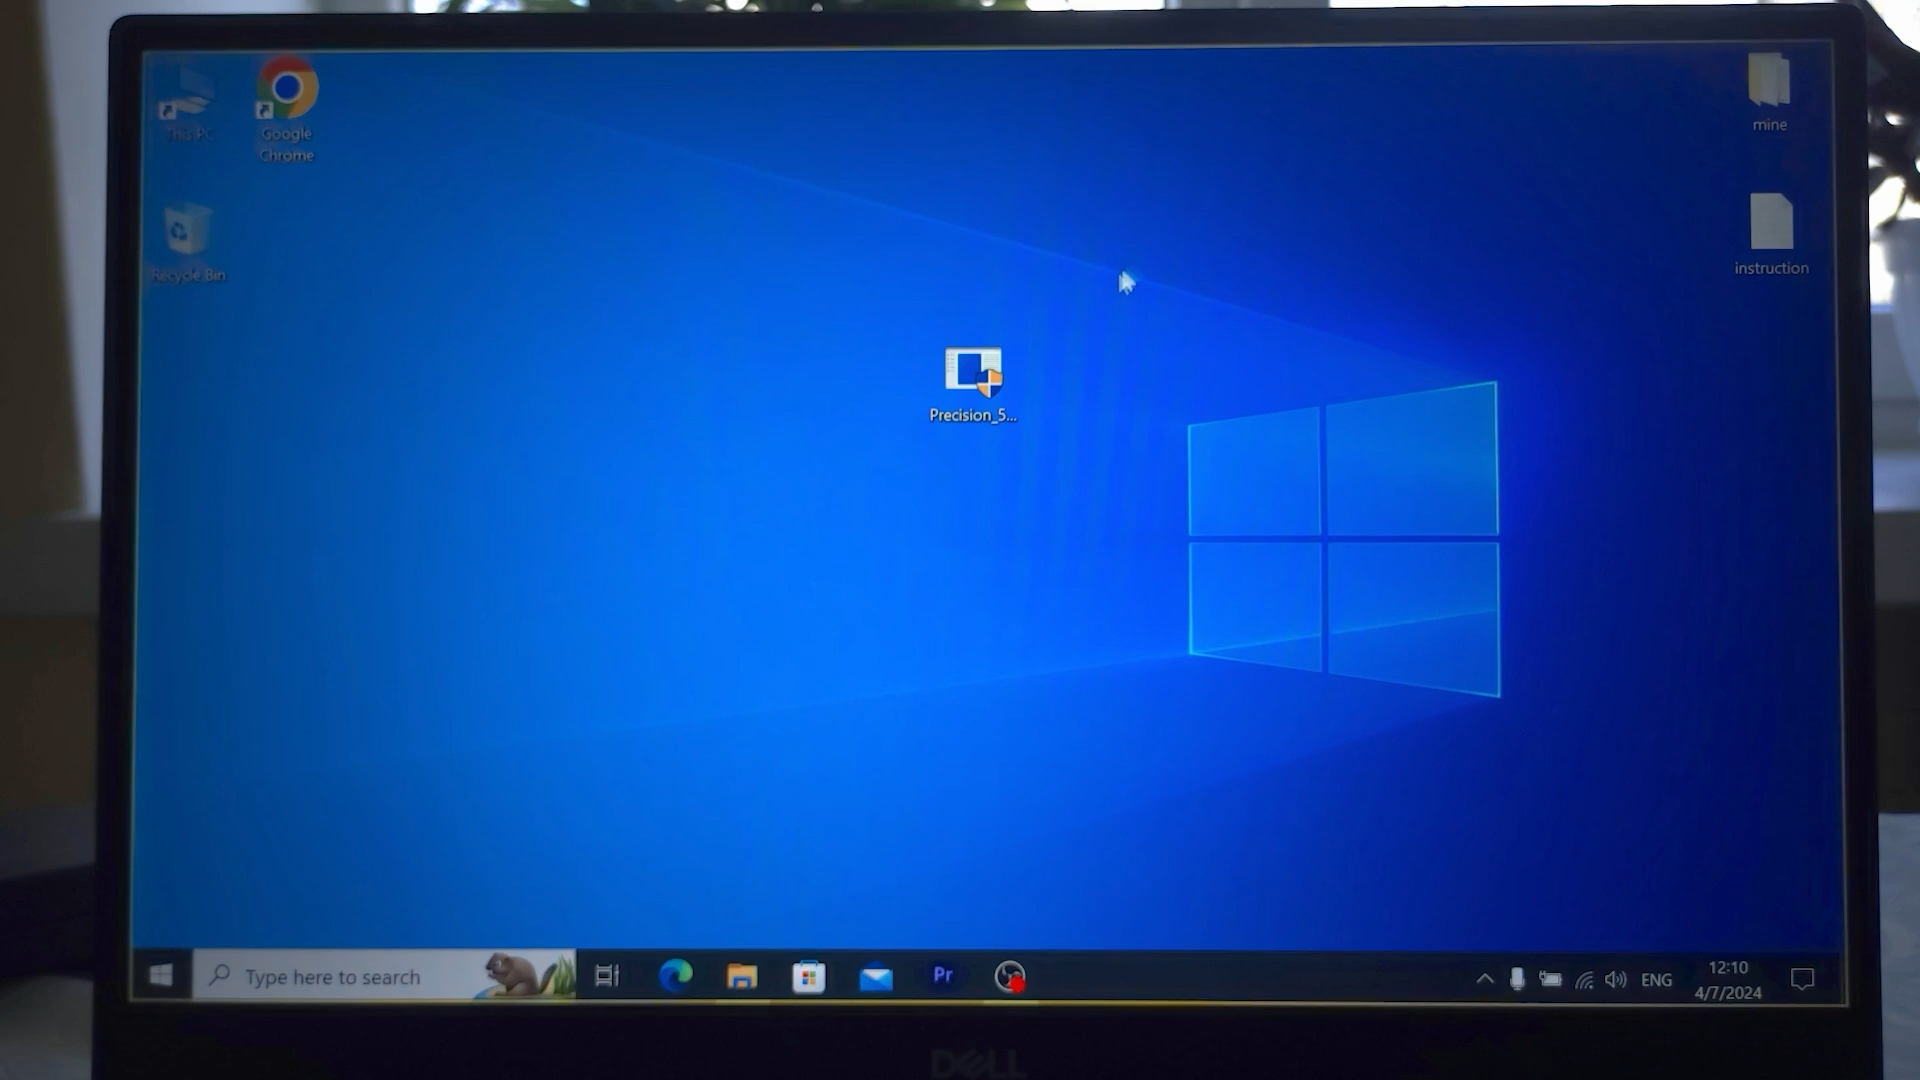 This PC
Google
Chrome
Recycle Bin
mine
instruction
Precision_5...
Type here to search
Pr
ENG
12:10
4/7/2024
DELL